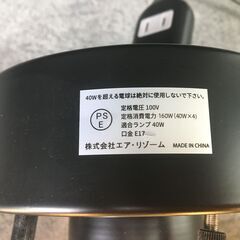 40Wを超える電球は絶対に使用しないで下さい。
PS
E
定格電圧 100V
定格消費電力 160W (40W×4)
適合ランプ 40W
口金 E17
株式会社エア・リゾーム
MADE IN CHINA